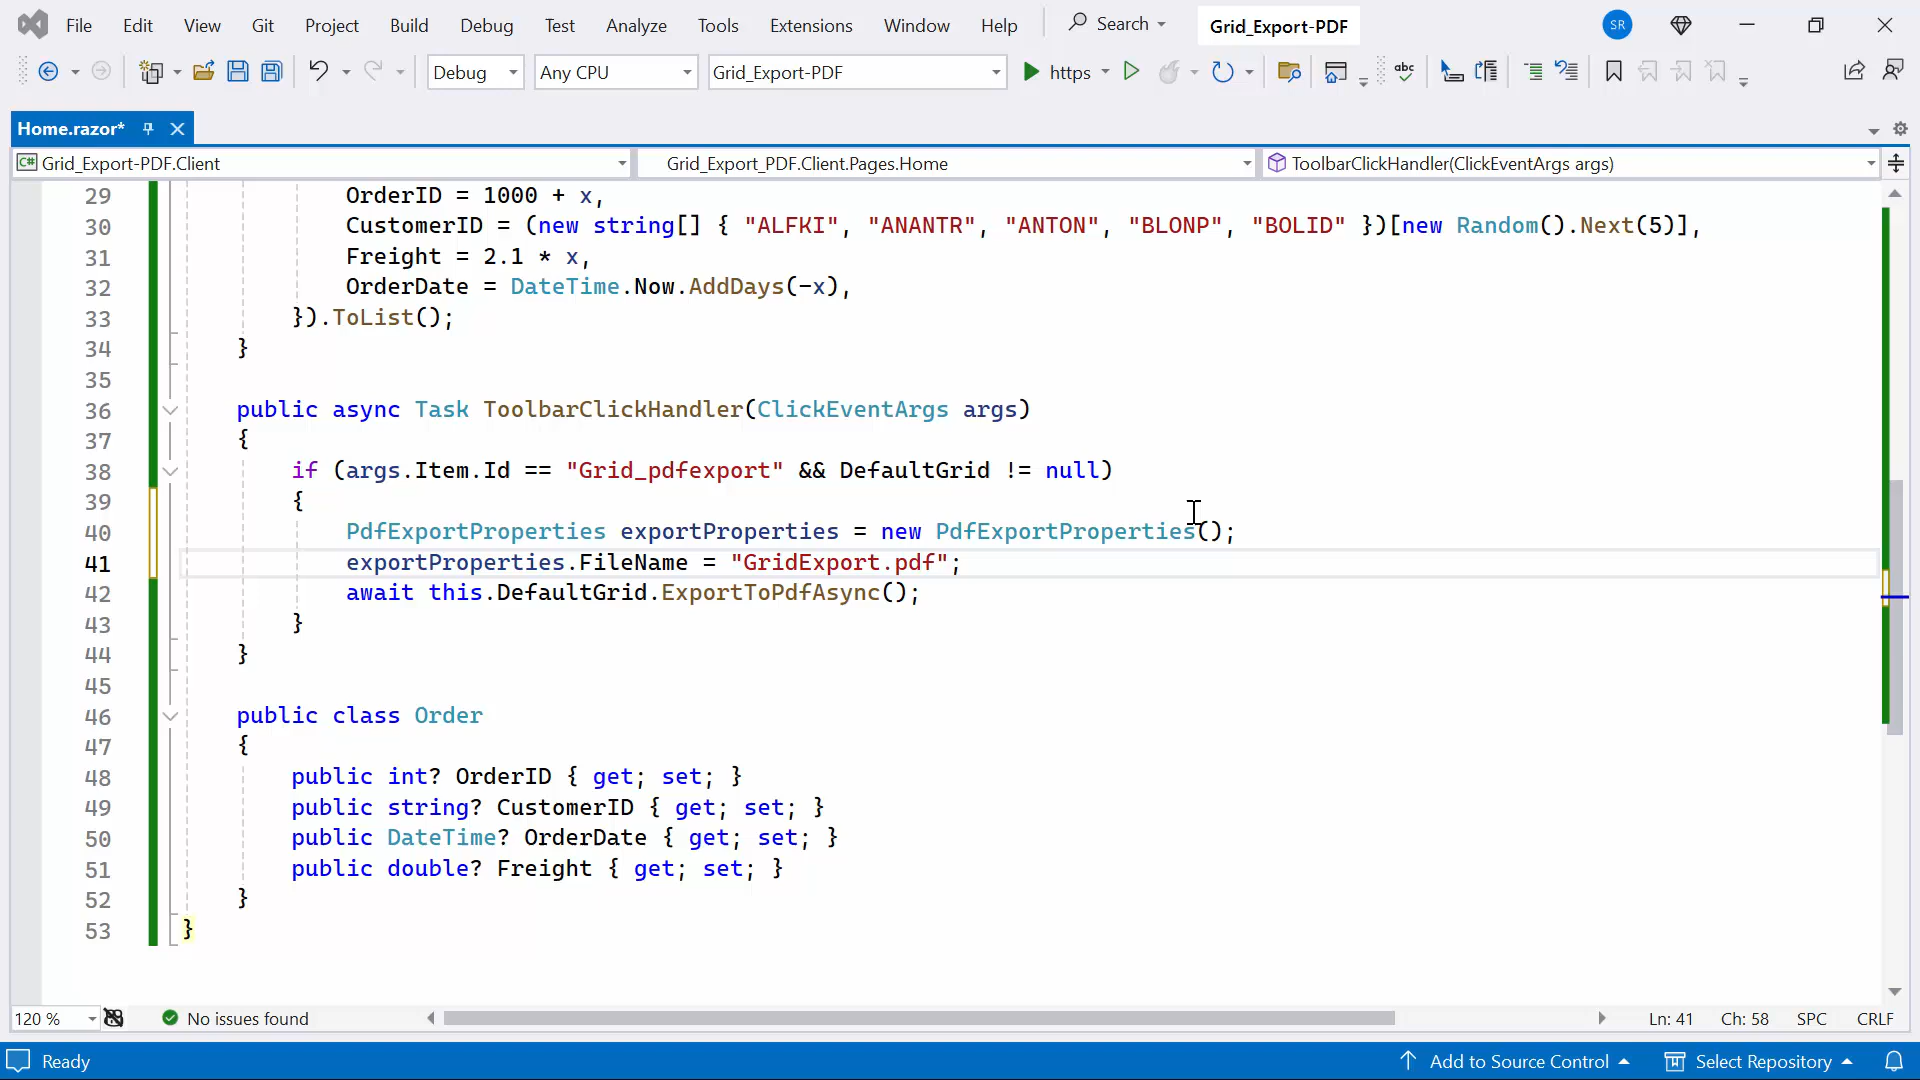 File Edit View Git Project Build Debug Test Analyze Tools Extensions Window Help Search Grid_Export-PDF SR
Debug Any CPU Grid_Export-PDF https abc
Home.razor*
C# Grid_Export-PDF.Client Grid_Export_PDF.Client.Pages.Home ToolbarClickHandler(ClickEventArgs args)
29 OrderID = 1000 + x,
30 CustomerID = (new string[] { "ALFKI", "ANANTR", "ANTON", "BLONP", "BOLID" })[new Random().Next(5)],
31 Freight = 2.1 * x,
32 OrderDate = DateTime.Now.AddDays(-x),
33 }).ToList();
34 }
35
36 public async Task ToolbarClickHandler(ClickEventArgs args)
37 {
38 if (args.Item.Id == "Grid_pdfexport" && DefaultGrid != null)
39 {
40 PdfExportProperties exportProperties = new PdfExportProperties();
41 exportProperties.FileName = "GridExport.pdf";
42 await this.DefaultGrid.ExportToPdfAsync();
43 }
44 }
45
46 public class Order
47 {
48 public int? OrderID { get; set; }
49 public string? CustomerID { get; set; }
50 public DateTime? OrderDate { get; set; }
51 public double? Freight { get; set; }
52 }
53 }
120 % No issues found Ln: 41 Ch: 58 SPC CRLF
Ready Add to Source Control Select Repository